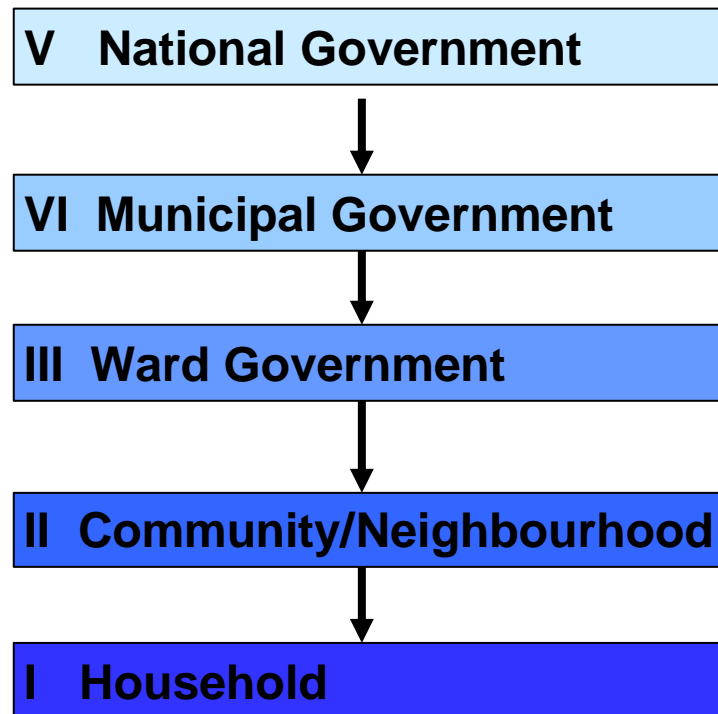 V National Government
VI Municipal Government
III Ward Government
II Community/Neighbourhood
I Household